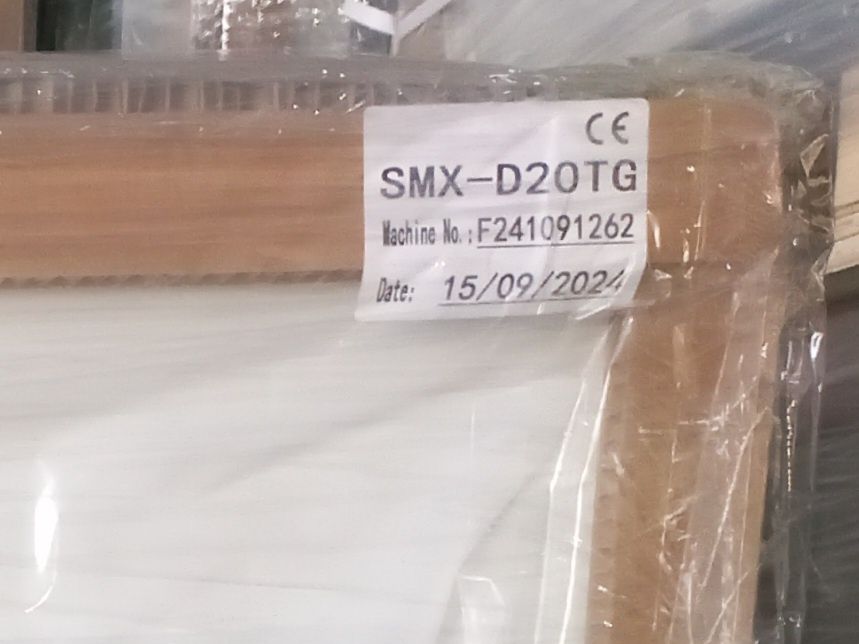 CE
SMX-D20TG
Machine No.: F241091262
Date: 15/09/2024